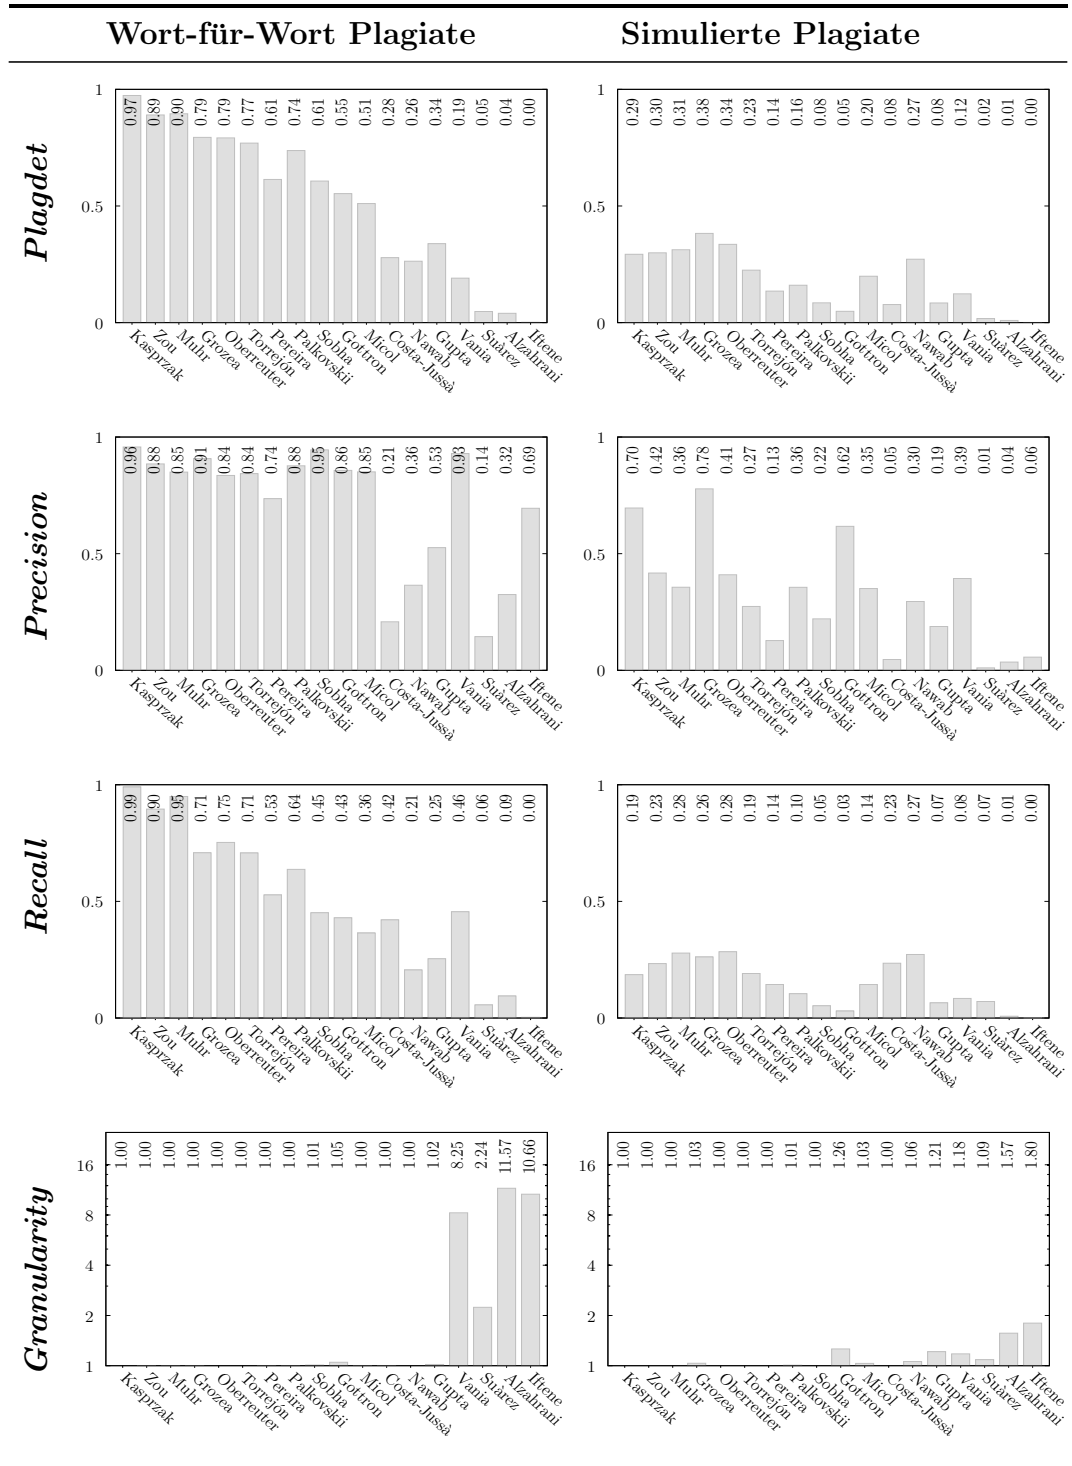 Wort-für-Wort Plagiate Simulierte Plagiate
Plagdet
1 0.5 0
0.97 0.89 0.90 0.79 0.79 0.77 0.61 0.74 0.61 0.55 0.51 0.28 0.26 0.34 0.19 0.05 0.04 0.00
Kasprzak Zou Muhr Grozea Oberreuter Torrejón Pereira Palkovskii Sobha Gottron Micol Costa-Jussà Nawab Gupta Vania Suàrez Alzahrani Iftene
1 0.5 0
0.29 0.30 0.31 0.38 0.34 0.23 0.14 0.16 0.08 0.05 0.20 0.08 0.27 0.08 0.12 0.02 0.01 0.00
Kasprzak Zou Muhr Grozea Oberreuter Torrejón Pereira Palkovskii Sobha Gottron Micol Costa-Jussà Nawab Gupta Vania Suàrez Alzahrani Iftene
Precision
1 0.5 0
0.96 0.88 0.85 0.91 0.84 0.84 0.74 0.88 0.95 0.86 0.85 0.21 0.36 0.53 0.93 0.14 0.32 0.69
Kasprzak Zou Muhr Grozea Oberreuter Torrejón Pereira Palkovskii Sobha Gottron Micol Costa-Jussà Nawab Gupta Vania Suàrez Alzahrani Iftene
1 0.5 0
0.70 0.42 0.36 0.78 0.41 0.27 0.13 0.36 0.22 0.62 0.35 0.05 0.30 0.19 0.39 0.01 0.04 0.06
Kasprzak Zou Muhr Grozea Oberreuter Torrejón Pereira Palkovskii Sobha Gottron Micol Costa-Jussà Nawab Gupta Vania Suàrez Alzahrani Iftene
Recall
1 0.5 0
0.99 0.90 0.95 0.71 0.75 0.71 0.53 0.64 0.45 0.43 0.36 0.42 0.21 0.25 0.46 0.06 0.09 0.00
Kasprzak Zou Muhr Grozea Oberreuter Torrejón Pereira Palkovskii Sobha Gottron Micol Costa-Jussà Nawab Gupta Vania Suàrez Alzahrani Iftene
1 0.5 0
0.19 0.23 0.28 0.26 0.28 0.19 0.14 0.10 0.05 0.03 0.14 0.23 0.27 0.07 0.08 0.07 0.01 0.00
Kasprzak Zou Muhr Grozea Oberreuter Torrejón Pereira Palkovskii Sobha Gottron Micol Costa-Jussà Nawab Gupta Vania Suàrez Alzahrani Iftene
Granularity
16 8 4 2 1
1.00 1.00 1.00 1.00 1.00 1.00 1.00 1.00 1.01 1.05 1.00 1.00 1.00 1.02 8.25 2.24 11.57 10.66
Kasprzak Zou Muhr Grozea Oberreuter Torrejón Pereira Palkovskii Sobha Gottron Micol Costa-Jussà Nawab Gupta Vania Suàrez Alzahrani Iftene
16 8 4 2 1
1.00 1.00 1.00 1.03 1.00 1.00 1.00 1.01 1.00 1.26 1.03 1.00 1.06 1.21 1.18 1.09 1.57 1.80
Kasprzak Zou Muhr Grozea Oberreuter Torrejón Pereira Palkovskii Sobha Gottron Micol Costa-Jussà Nawab Gupta Vania Suàrez Alzahrani Iftene